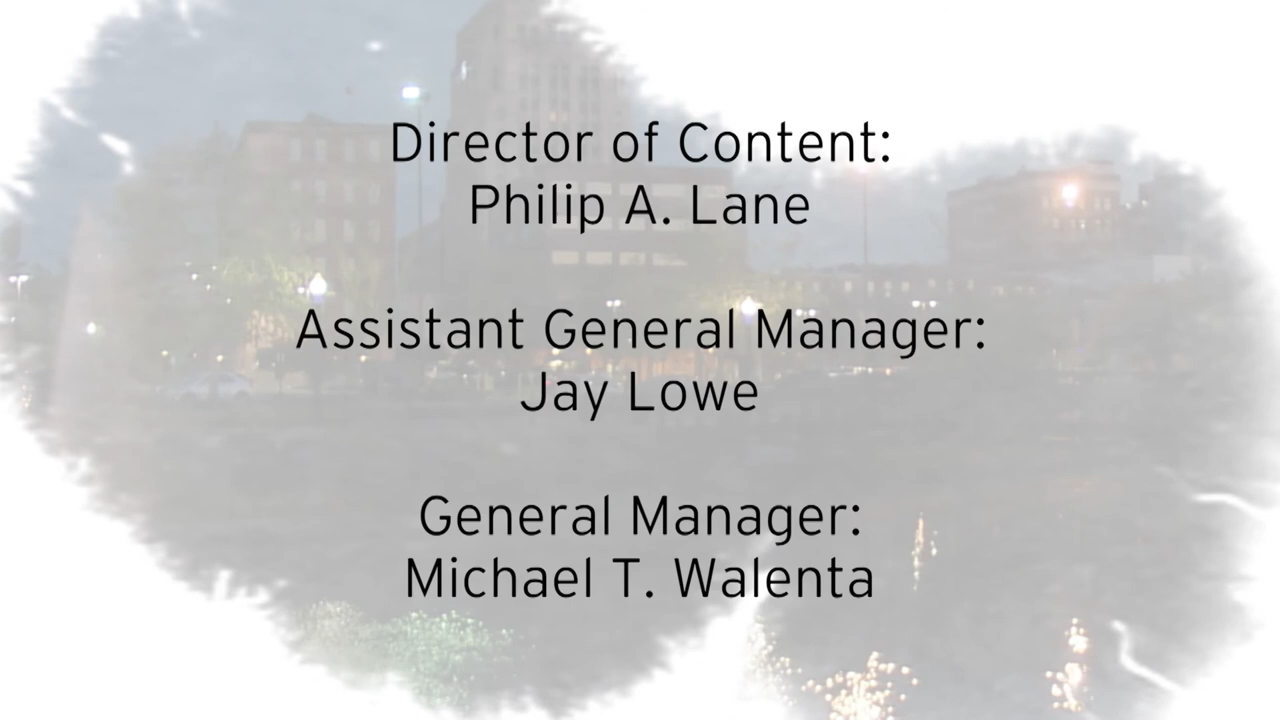 Director of Content:
Philip A. Lane
Assistant General Manager:
Jay Lowe
General Manager:
Michael T. Walenta